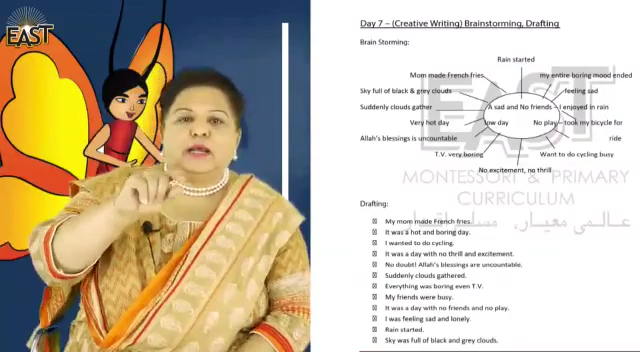 EAST
Day 7 – (Creative Writing) Brainstorming, Drafting
Brain Storming:
Rain started
Mom made French fries
my entire boring mood ended
Sky full of black & grey clouds
feeling sad
Suddenly clouds gather
A sad and No friends – I enjoyed in rain
Very hot day
low day
No play – took my bicycle for
Allah's blessings is uncountable
ride
T.V. very boring
Want to do cycling busy
No excitement, no thrill
EAST
MONTESSORI & PRIMARY
CURRICULUM
عالمی معیار، مسلم اقدار
Drafting:
My mom made French fries.
It was a hot and boring day.
I wanted to do cycling.
It was a day with no thrill and excitement.
No doubt! Allah's blessings are uncountable.
Suddenly clouds gathered.
Everything was boring even T.V.
My friends were busy.
It was a day with no friends and no play.
I was feeling sad and lonely.
Rain started.
Sky was full of black and grey clouds.